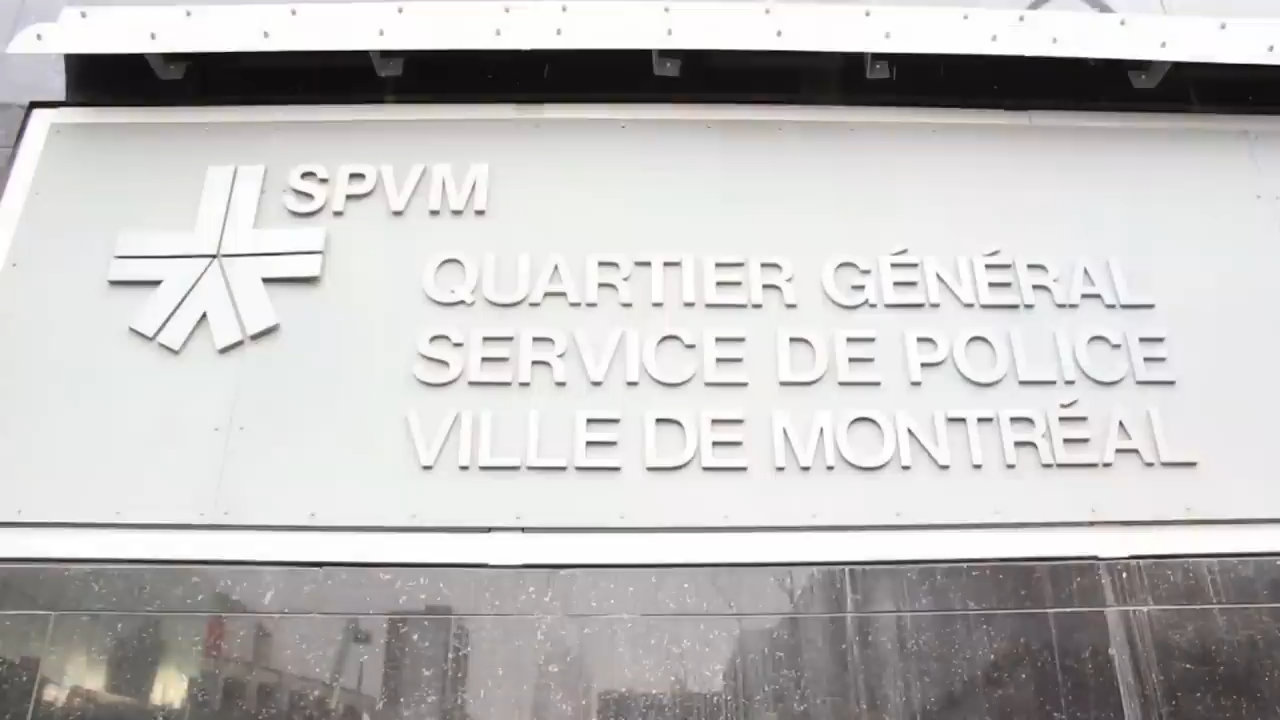 SPVM
QUARTIER GÉNÉRAL
SERVICE DE POLICE
VILLE DE MONTRÉAL